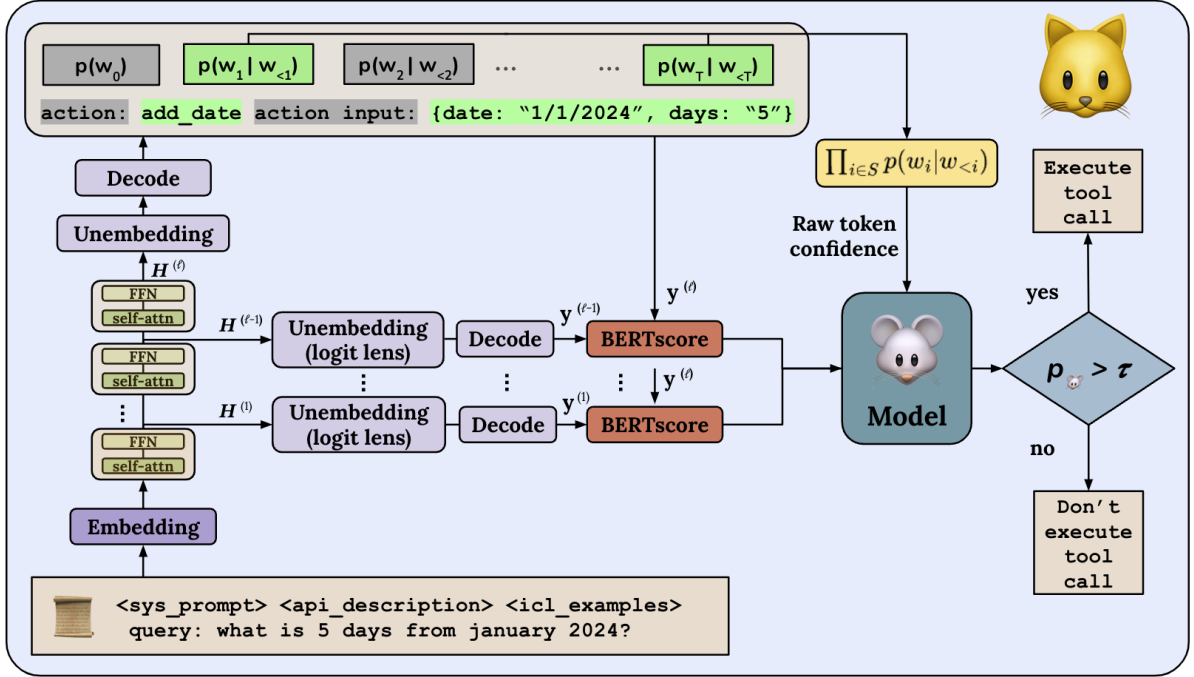 p(w₀) p(w₁ | w<₁) p(w₂ | w<₂) ... ... p(w_T | w<T)
action: add_date action input: {date: “1/1/2024”, days: “5”}
∏_{i∈S} p(w_i|w_{<i})
Raw token
confidence
Decode
Unembedding
H^(ℓ)
FFN
self-attn
FFN
self-attn
⋮
FFN
self-attn
Embedding
H^(ℓ-1)
Unembedding
(logit lens)
Decode
y^(ℓ-1)
y^(ℓ)
BERTscore
⋮ ⋮ ⋮
y^(ℓ)
H^(1)
Unembedding
(logit lens)
Decode
y^(1)
BERTscore
Model
p > τ
yes
Execute
tool
call
no
Don’t
execute
tool
call
<sys_prompt> <api_description> <icl_examples>
query: what is 5 days from january 2024?